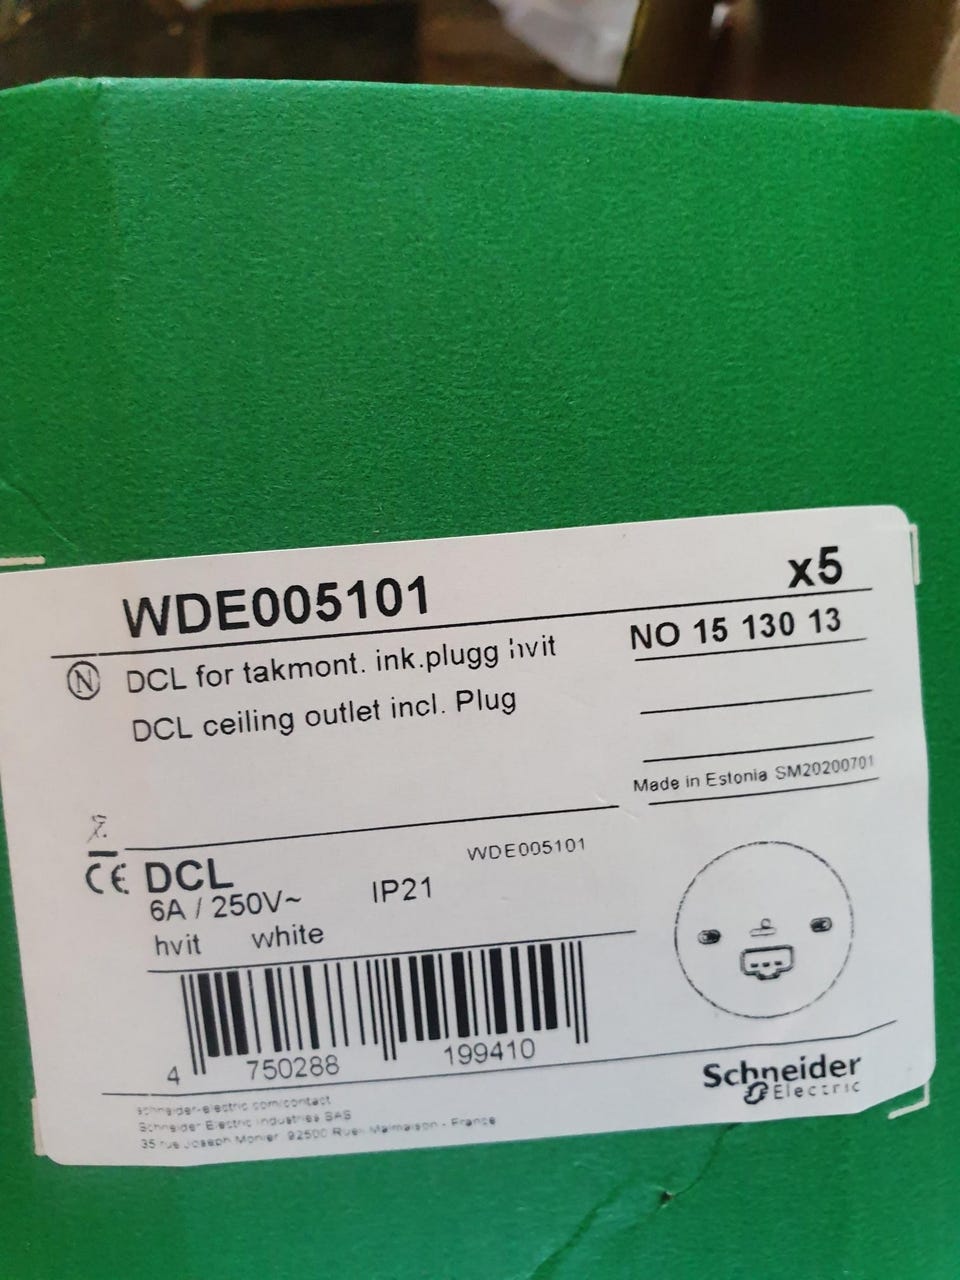 WDE005101 x5
NO 15 130 13
N DCL for takmont. ink.plugg hvit
DCL ceiling outlet incl. Plug
Made in Estonia SM20200701
WDE005101
CE DCL
6A / 250V~ IP21
hvit white
4 750288 199410
Schneider
Electric
schneider-electric.com/contact
Schneider Electric Industries SAS
35 rue Joseph Monier 92500 Rueil Malmaison - France